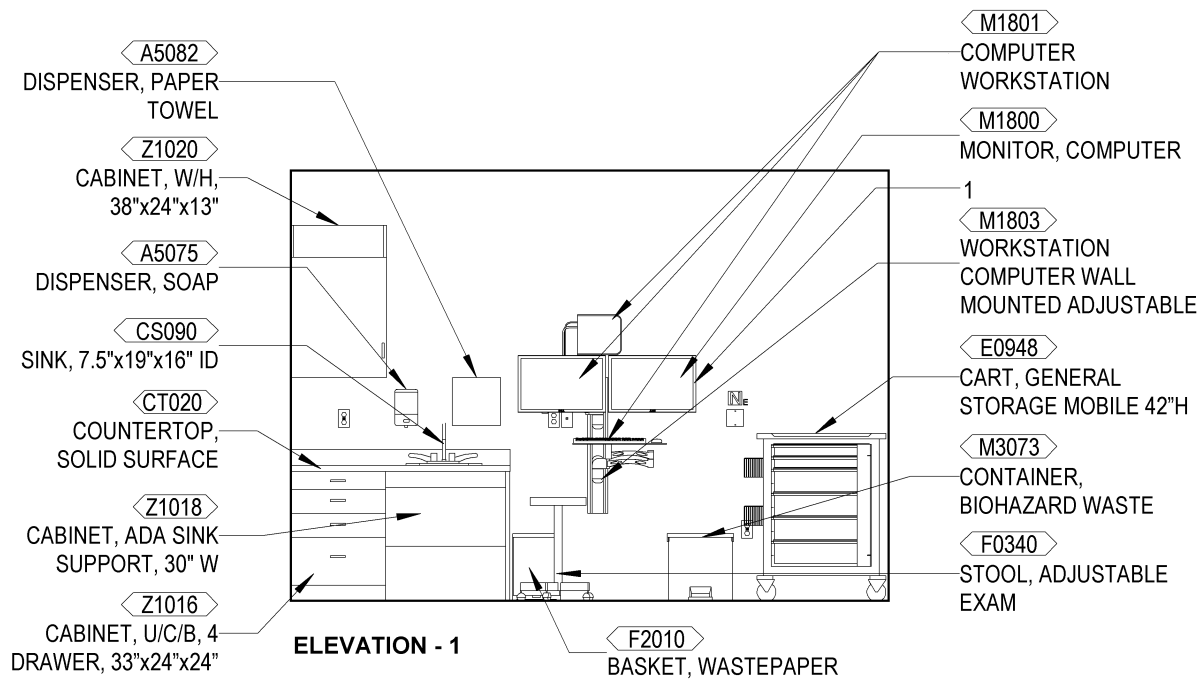 A5082
DISPENSER, PAPER
TOWEL
Z1020
CABINET, W/H,
38"x24"x13"
A5075
DISPENSER, SOAP
CS090
SINK, 7.5"x19"x16" ID
CT020
COUNTERTOP,
SOLID SURFACE
Z1018
CABINET, ADA SINK
SUPPORT, 30" W
Z1016
CABINET, U/C/B, 4
DRAWER, 33”x24”x24”
M1801
COMPUTER
WORKSTATION
M1800
MONITOR, COMPUTER
1
M1803
WORKSTATION
COMPUTER WALL
MOUNTED ADJUSTABLE
E0948
CART, GENERAL
STORAGE MOBILE 42”H
M3073
CONTAINER,
BIOHAZARD WASTE
F0340
STOOL, ADJUSTABLE
EXAM
N E
F2010
BASKET, WASTEPAPER
ELEVATION - 1